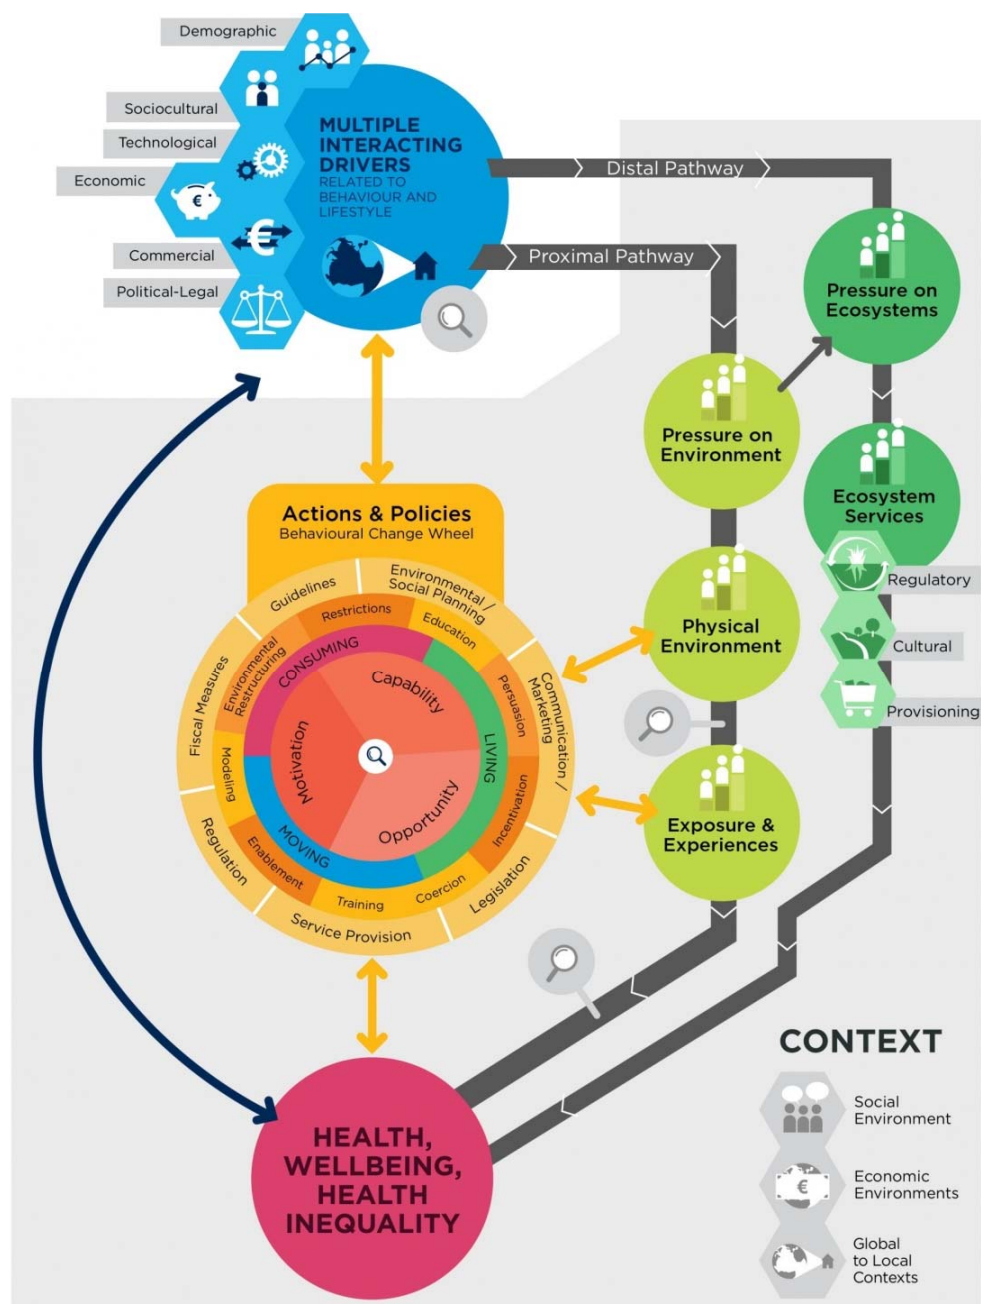 Demographic
Sociocultural
Technological
Economic
Commercial
Political-Legal
MULTIPLE
INTERACTING
DRIVERS
RELATED TO
BEHAVIOUR AND
LIFESTYLE
Distal Pathway
Proximal Pathway
Pressure on
Ecosystems
Pressure on
Environment
Ecosystem
Services
Regulatory
Cultural
Provisioning
Physical
Environment
Exposure &
Experiences
Actions & Policies
Behavioural Change Wheel
Guidelines
Environmental /
Social Planning
Communication /
Marketing
Legislation
Service Provision
Regulation
Fiscal Measures
Restrictions
Education
Persuasion
Incentivation
Coercion
Training
Enablement
Modeling
Environmental
Restructuring
CONSUMING
LIVING
MOVING
Capability
Opportunity
Motivation
HEALTH,
WELLBEING,
HEALTH
INEQUALITY
CONTEXT
Social
Environment
Economic
Environments
Global
to Local
Contexts